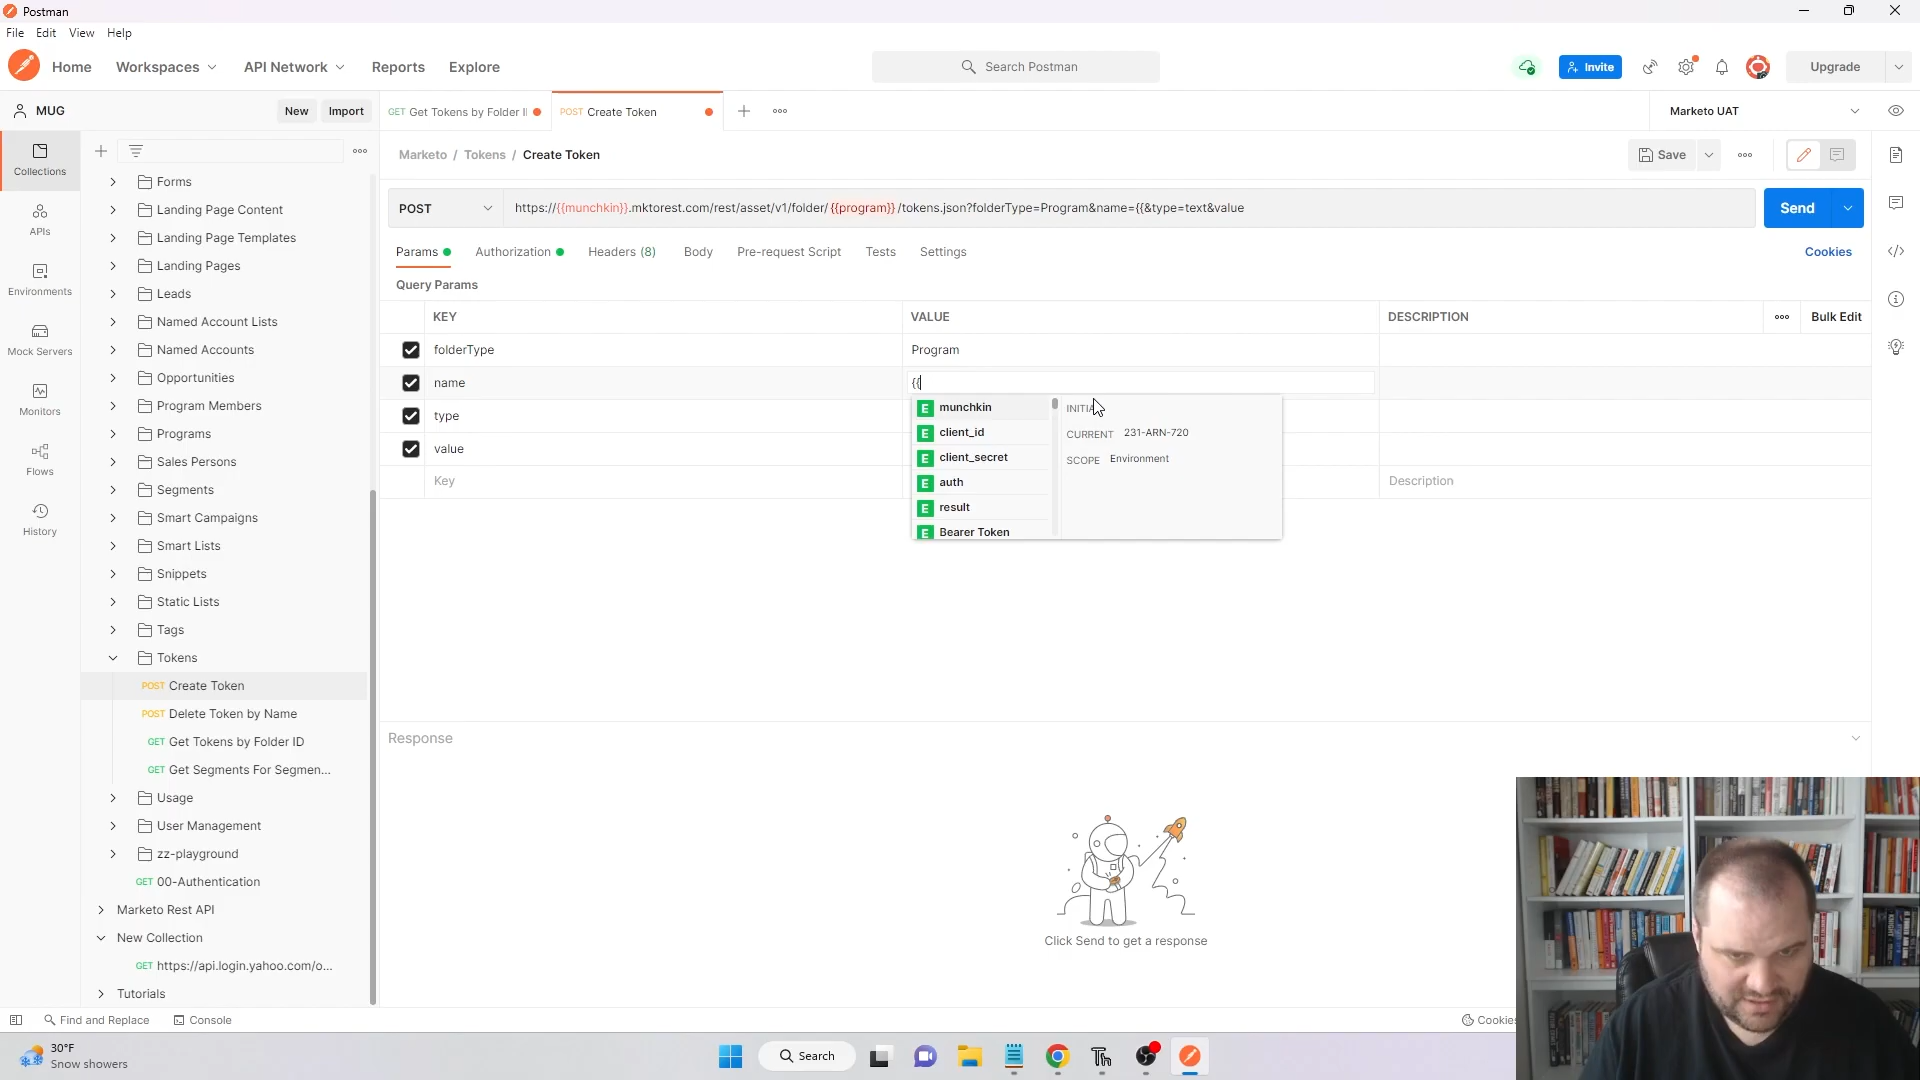 Postman
File Edit View Help
Home Workspaces API Network Reports Explore
Search Postman
Invite
Upgrade
MUG
New Import
GET Get Tokens by Folder I
POST Create Token
Marketo UAT
Marketo / Tokens / Create Token
Save
POST
https://{{munchkin}}.mktorest.com/rest/asset/v1/folder/{{program}}/tokens.json?folderType=Program&name={{&type=text&value
Send
Params Authorization Headers (8) Body Pre-request Script Tests Settings
Cookies
Query Params
KEY VALUE DESCRIPTION
Bulk Edit
folderType Program
name {{
type
value
Key
Description
E munchkin
E client_id
E client_secret
E auth
E result
E Bearer Token
INITIA
CURRENT 231-ARN-720
SCOPE Environment
Response
Click Send to get a response
Collections
APIs
Environments
Mock Servers
Monitors
Flows
History
Forms
Landing Page Content
Landing Page Templates
Landing Pages
Leads
Named Account Lists
Named Accounts
Opportunities
Program Members
Programs
Sales Persons
Segments
Smart Campaigns
Smart Lists
Snippets
Static Lists
Tags
Tokens
POST Create Token
POST Delete Token by Name
GET Get Tokens by Folder ID
GET Get Segments For Segmen...
Usage
User Management
zz-playground
GET 00-Authentication
Marketo Rest API
New Collection
GET https://api.login.yahoo.com/o...
Tutorials
Find and Replace Console
Cookies
30°F
Snow showers
Search